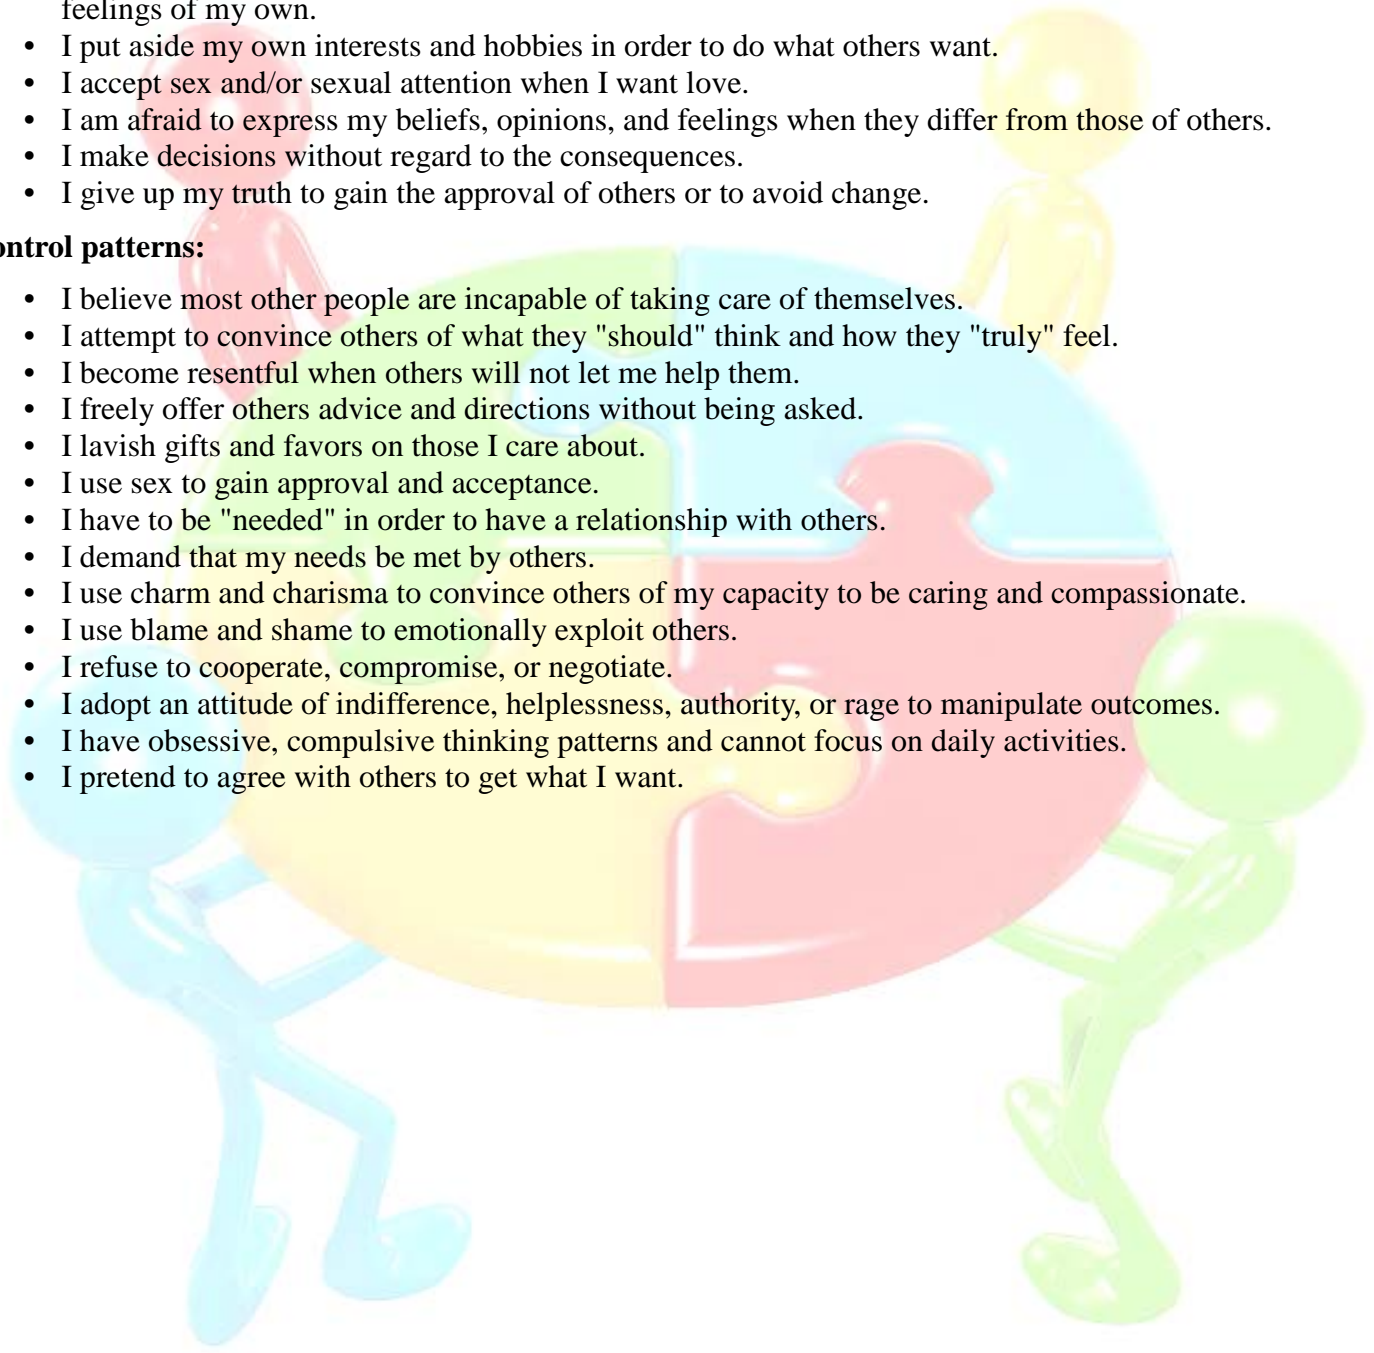 feelings of my own.
• I put aside my own interests and hobbies in order to do what others want.
• I accept sex and/or sexual attention when I want love.
• I am afraid to express my beliefs, opinions, and feelings when they differ from those of others.
• I make decisions without regard to the consequences.
• I give up my truth to gain the approval of others or to avoid change.
ontrol patterns:
• I believe most other people are incapable of taking care of themselves.
• I attempt to convince others of what they "should" think and how they "truly" feel.
• I become resentful when others will not let me help them.
• I freely offer others advice and directions without being asked.
• I lavish gifts and favors on those I care about.
• I use sex to gain approval and acceptance.
• I have to be "needed" in order to have a relationship with others.
• I demand that my needs be met by others.
• I use charm and charisma to convince others of my capacity to be caring and compassionate.
• I use blame and shame to emotionally exploit others.
• I refuse to cooperate, compromise, or negotiate.
• I adopt an attitude of indifference, helplessness, authority, or rage to manipulate outcomes.
• I have obsessive, compulsive thinking patterns and cannot focus on daily activities.
• I pretend to agree with others to get what I want.